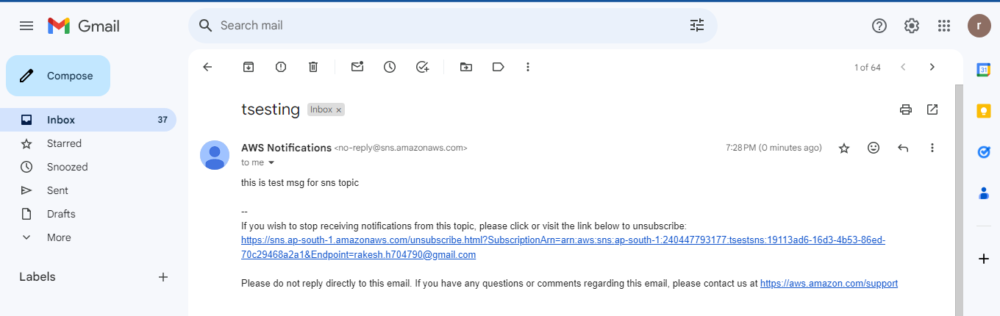 Gmail
Search mail
r
Compose
1 of 64
31
Inbox 37
tsesting Inbox ×
Starred
AWS Notifications <no-reply@sns.amazonaws.com> 7:28 PM (0 minutes ago)
to me
Snoozed
this is test msg for sns topic
Sent
Drafts
--
If you wish to stop receiving notifications from this topic, please click or visit the link below to unsubscribe:
More
https://sns.ap-south-1.amazonaws.com/unsubscribe.html?SubscriptionArn=arn:aws:sns:ap-south-1:240447793177:tsestsns:19113ad6-16d3-4b53-86ed-
70c29468a2a1&Endpoint=rakesh.h704790@gmail.com
Labels
Please do not reply directly to this email. If you have any questions or comments regarding this email, please contact us at https://aws.amazon.com/support